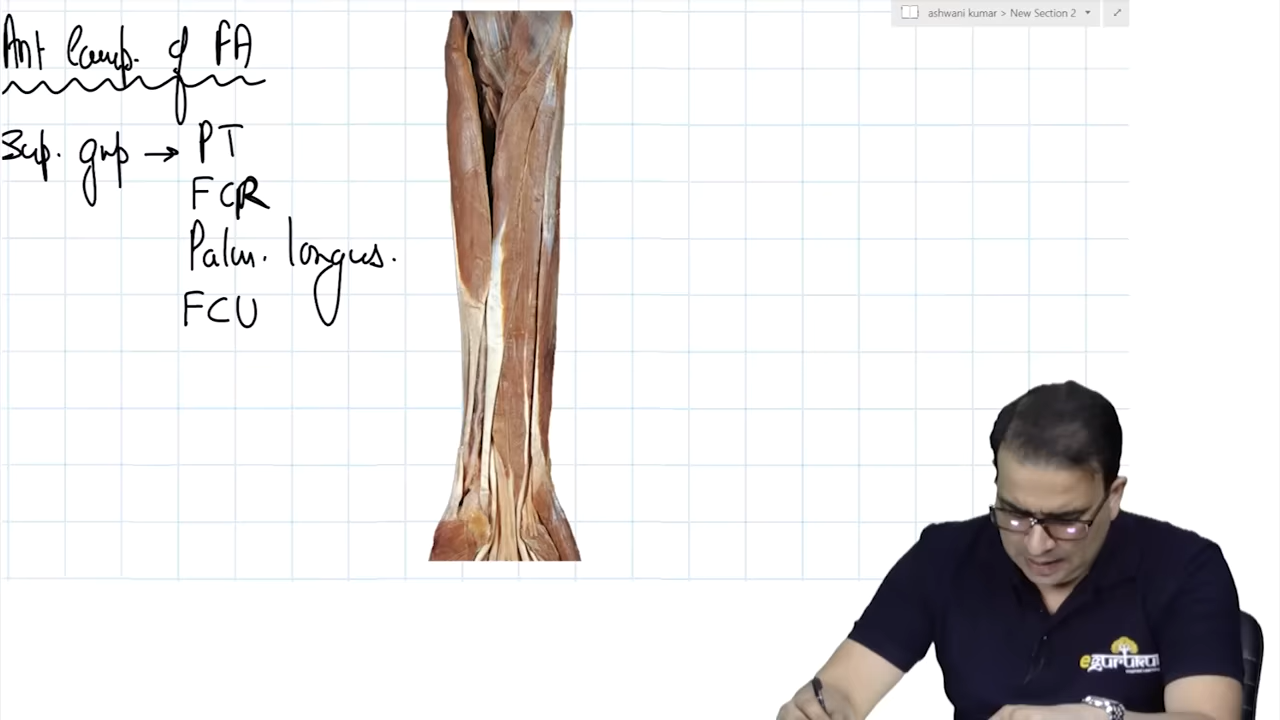 ashwani kumar > New Section 2
Ant Comp. of FA
Sup. grp → PT
FCR
Palm. longus.
FCU
egurukul